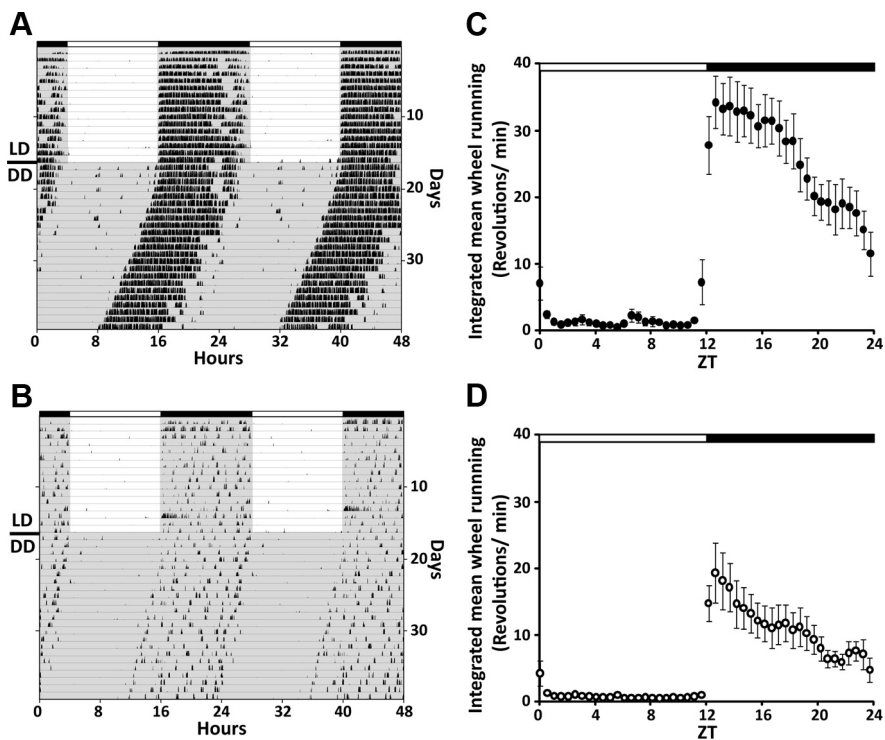 A
LD
DD
10
20
30
Days
0 8 16 24 32 40 48
Hours
B
LD
DD
10
20
30
Days
0 8 16 24 32 40 48
Hours
C
Integrated mean wheel runnning
(Revolutions/ min)
40
30
20
10
0
0 4 8 12 16 20 24
ZT
D
Integrated mean wheel runnning
(Revolutions/ min)
40
30
20
10
0
0 4 8 12 16 20 24
ZT